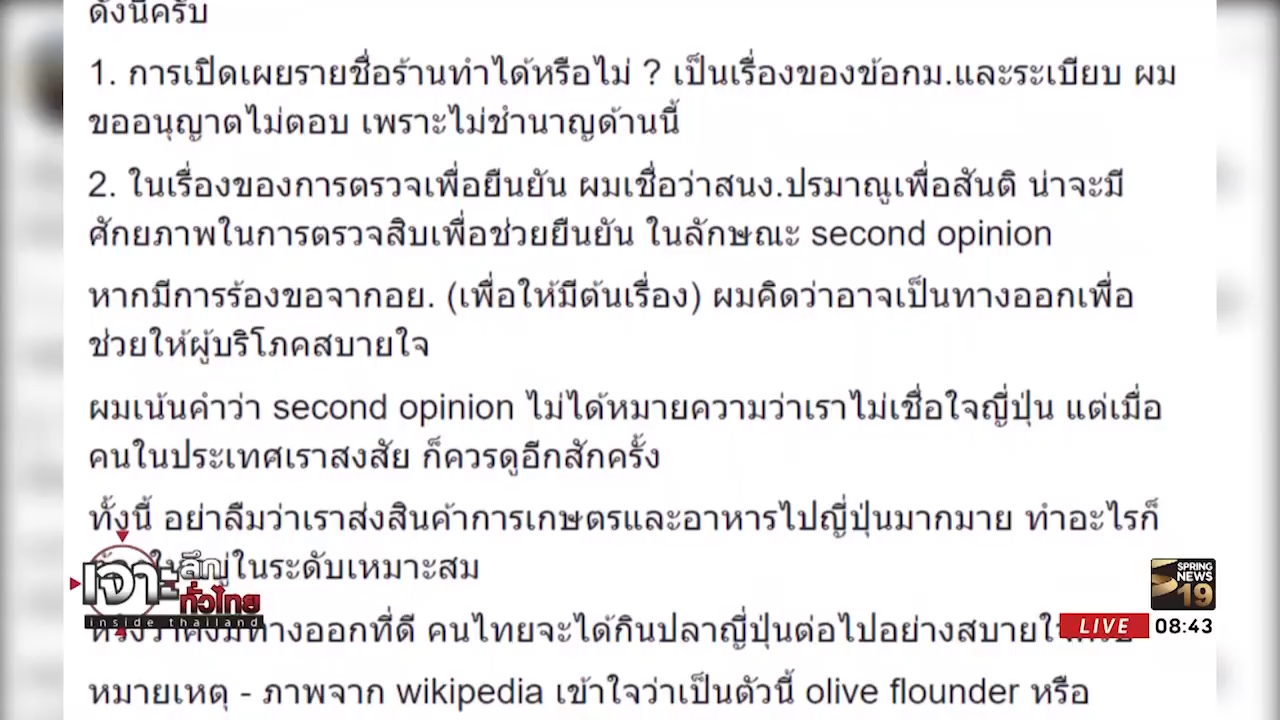 ดังนี้ครับ
1. การเปิดเผยรายชื่อร้านทำได้หรือไม่ ? เป็นเรื่องของข้อกม.และระเบียบ ผม
ขออนุญาตไม่ตอบ เพราะไม่ชำนาญด้านนี้
2. ในเรื่องของการตรวจเพื่อยืนยัน ผมเชื่อว่าสนง.ปรมาณูเพื่อสันติ น่าจะมี
ศักยภาพในการตรวจสิบเพื่อช่วยยืนยัน ในลักษณะ second opinion
หากมีการร้องขอจากอย. (เพื่อให้มีต้นเรื่อง) ผมคิดว่าอาจเป็นทางออกเพื่อ
ช่วยให้ผู้บริโภคสบายใจ
ผมเน้นคำว่า second opinion ไม่ได้หมายความว่าเราไม่เชื่อใจญี่ปุ่น แต่เมื่อ
คนในประเทศเราสงสัย ก็ควรดูอีกสักครั้ง
ทั้งนี้ อย่าลืมว่าเราส่งสินค้าการเกษตรและอาหารไปญี่ปุ่นมากมาย ทำอะไรก็
ในระดับเหมาะสม
ทางออกที่ดี คนไทยจะได้กินปลาญี่ปุ่นต่อไปอย่างสบาย
หมายเหตุ - ภาพจาก wikipedia เข้าใจว่าเป็นตัวนี้ olive flounder หรือ
เจาะลึก
ทั่วไทย
inside thailand
SPRING
NEWS
19
LIVE 08:43